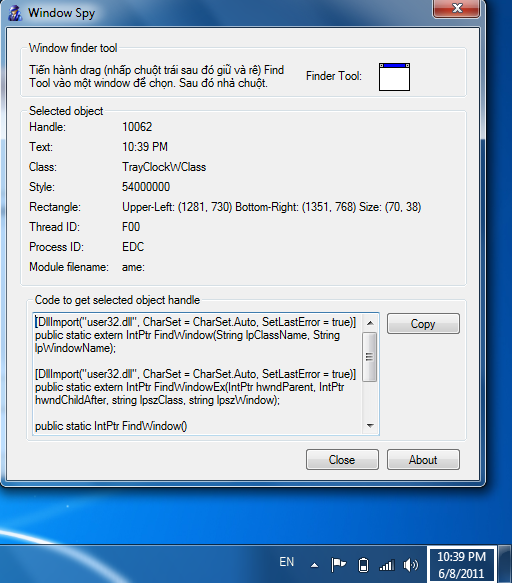 Window Spy
Window finder tool
Tiến hành drag (nhấp chuột trái sau đó giữ và rê) Find
Tool vào một window để chọn. Sau đó nhả chuột.
Finder Tool:
Selected object
Handle: 10062
Text: 10:39 PM
Class: TrayClockWClass
Style: 54000000
Rectangle: Upper-Left: (1281, 730) Bottom-Right: (1351, 768) Size: (70, 38)
Thread ID: F00
Process ID: EDC
Module filename: ame:
Code to get selected object handle
[DllImport("user32.dll", CharSet = CharSet.Auto, SetLastError = true)]
public static extern IntPtr FindWindow(String lpClassName, String
lpWindowName);
[DllImport("user32.dll", CharSet = CharSet.Auto, SetLastError = true)]
public static extern IntPtr FindWindowEx(IntPtr hwndParent, IntPtr
hwndChildAfter, string lpszClass, string lpszWindow);
public static IntPtr FindWindow()
Copy
Close About
EN
10:39 PM
6/8/2011